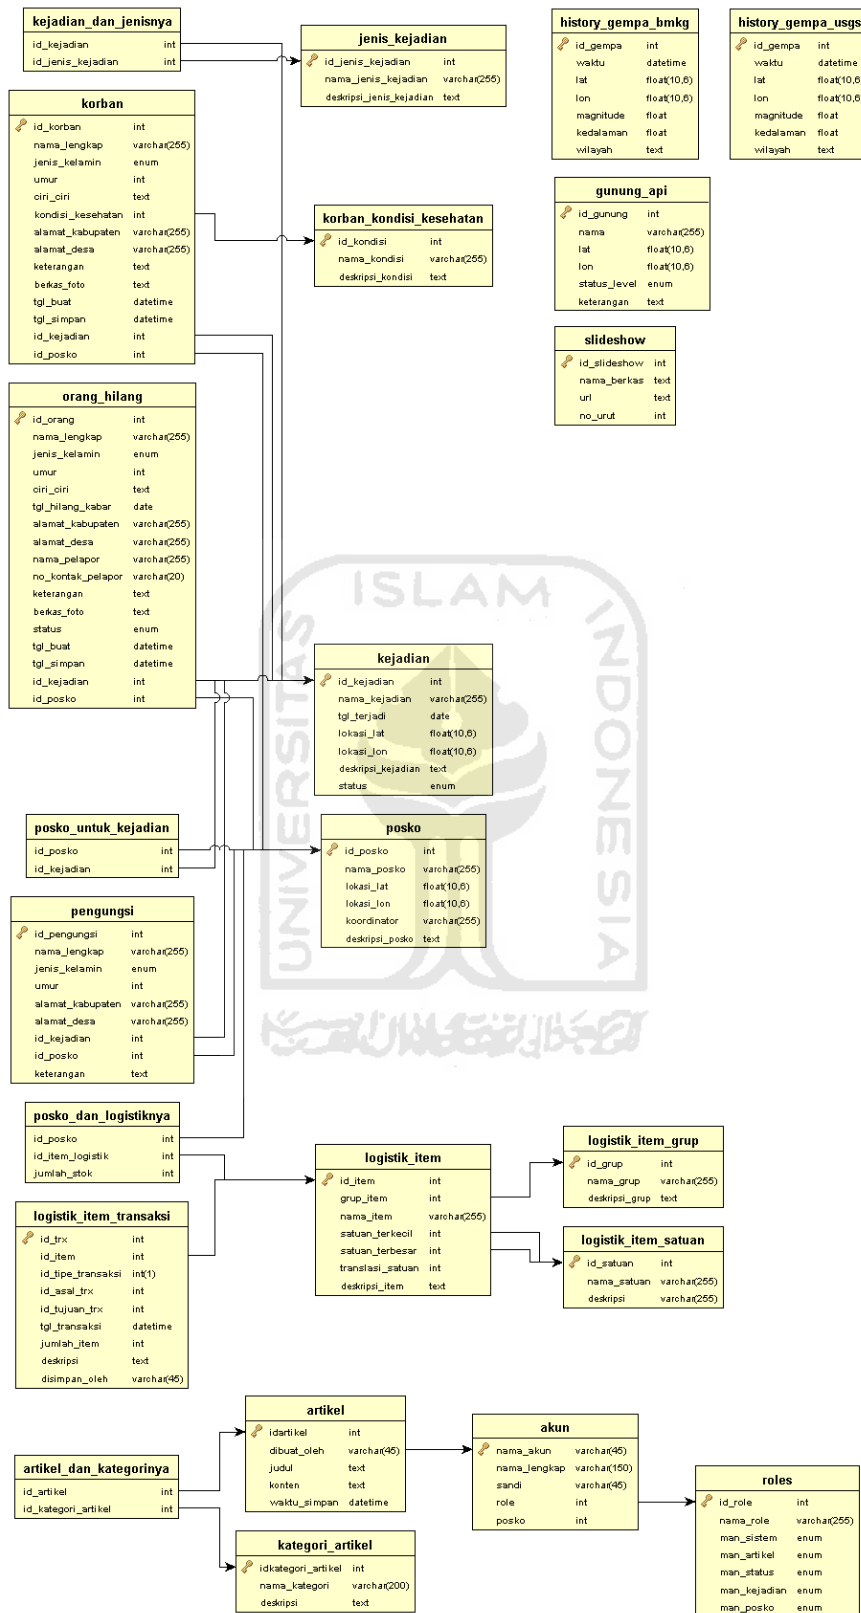 kejadian_dan_jenisnya
id_kejadian int
id_jenis_kejadian int
jenis_kejadian
id_jenis_kejadian int
nama_jenis_kejadian varchar(255)
deskripsi_jenis_kejadian text
history_gempa_bmkg
id_gempa int
waktu datetime
lat float(10,6)
lon float(10,6)
magnitude float
kedalaman float
wilayah text
history_gempa_usgs
id_gempa int
waktu datetime
lat float(10,6)
lon float(10,6)
magnitude float
kedalaman float
wilayah text
korban
id_korban int
nama_lengkap varchar(255)
jenis_kelamin enum
umur int
ciri_ciri text
kondisi_kesehatan int
alamat_kabupaten varchar(255)
alamat_desa varchar(255)
keterangan text
berkas_foto text
tgl_buat datetime
tgl_simpan datetime
id_kejadian int
id_posko int
korban_kondisi_kesehatan
id_kondisi int
nama_kondisi varchar(255)
deskripsi_kondisi text
gunung_api
id_gunung int
nama varchar(255)
lat float(10,6)
lon float(10,6)
status_level enum
keterangan text
slideshow
id_slideshow int
nama_berkas text
url text
no_urut int
orang_hilang
id_orang int
nama_lengkap varchar(255)
jenis_kelamin enum
umur int
ciri_ciri text
tgl_hilang_kabar date
alamat_kabupaten varchar(255)
alamat_desa varchar(255)
nama_pelapor varchar(255)
no_kontak_pelapor varchar(20)
keterangan text
berkas_foto text
status enum
tgl_buat datetime
tgl_simpan datetime
id_kejadian int
id_posko int
UNIVERSITAS
ISLAM
INDONESIA
kejadian
id_kejadian int
nama_kejadian varchar(255)
tgl_terjadi date
lokasi_lat float(10,6)
lokasi_lon float(10,6)
deskripsi_kejadian text
status enum
posko_untuk_kejadian
id_posko int
id_kejadian int
posko
id_posko int
nama_posko varchar(255)
lokasi_lat float(10,6)
lokasi_lon float(10,6)
koordinator varchar(255)
deskripsi_posko text
pengungsi
id_pengungsi int
nama_lengkap varchar(255)
jenis_kelamin enum
umur int
alamat_kabupaten varchar(255)
alamat_desa varchar(255)
id_kejadian int
id_posko int
keterangan text
posko_dan_logistiknya
id_posko int
id_item_logistik int
jumlah_stok int
logistik_item
id_item int
grup_item int
nama_item varchar(255)
satuan_terkecil int
satuan_terbesar int
translasi_satuan int
deskripsi_item text
logistik_item_grup
id_grup int
nama_grup varchar(255)
deskripsi_grup text
logistik_item_satuan
id_satuan int
nama_satuan varchar(255)
deskripsi varchar(255)
logistik_item_transaksi
id_trx int
id_item int
id_tipe_transaksi int(1)
id_asal_trx int
id_tujuan_trx int
tgl_transaksi datetime
jumlah_item int
deskripsi text
disimpan_oleh varchar(45)
artikel
idartikel int
dibuat_oleh varchar(45)
judul text
konten text
waktu_simpan datetime
akun
nama_akun varchar(45)
nama_lengkap varchar(150)
sandi varchar(45)
role int
posko int
artikel_dan_kategorinya
id_artikel int
id_kategori_artikel int
kategori_artikel
idkategori_artikel int
nama_kategori varchar(200)
deskripsi text
roles
id_role int
nama_role varchar(255)
man_sistem enum
man_artikel enum
man_status enum
man_kejadian enum
man_posko enum